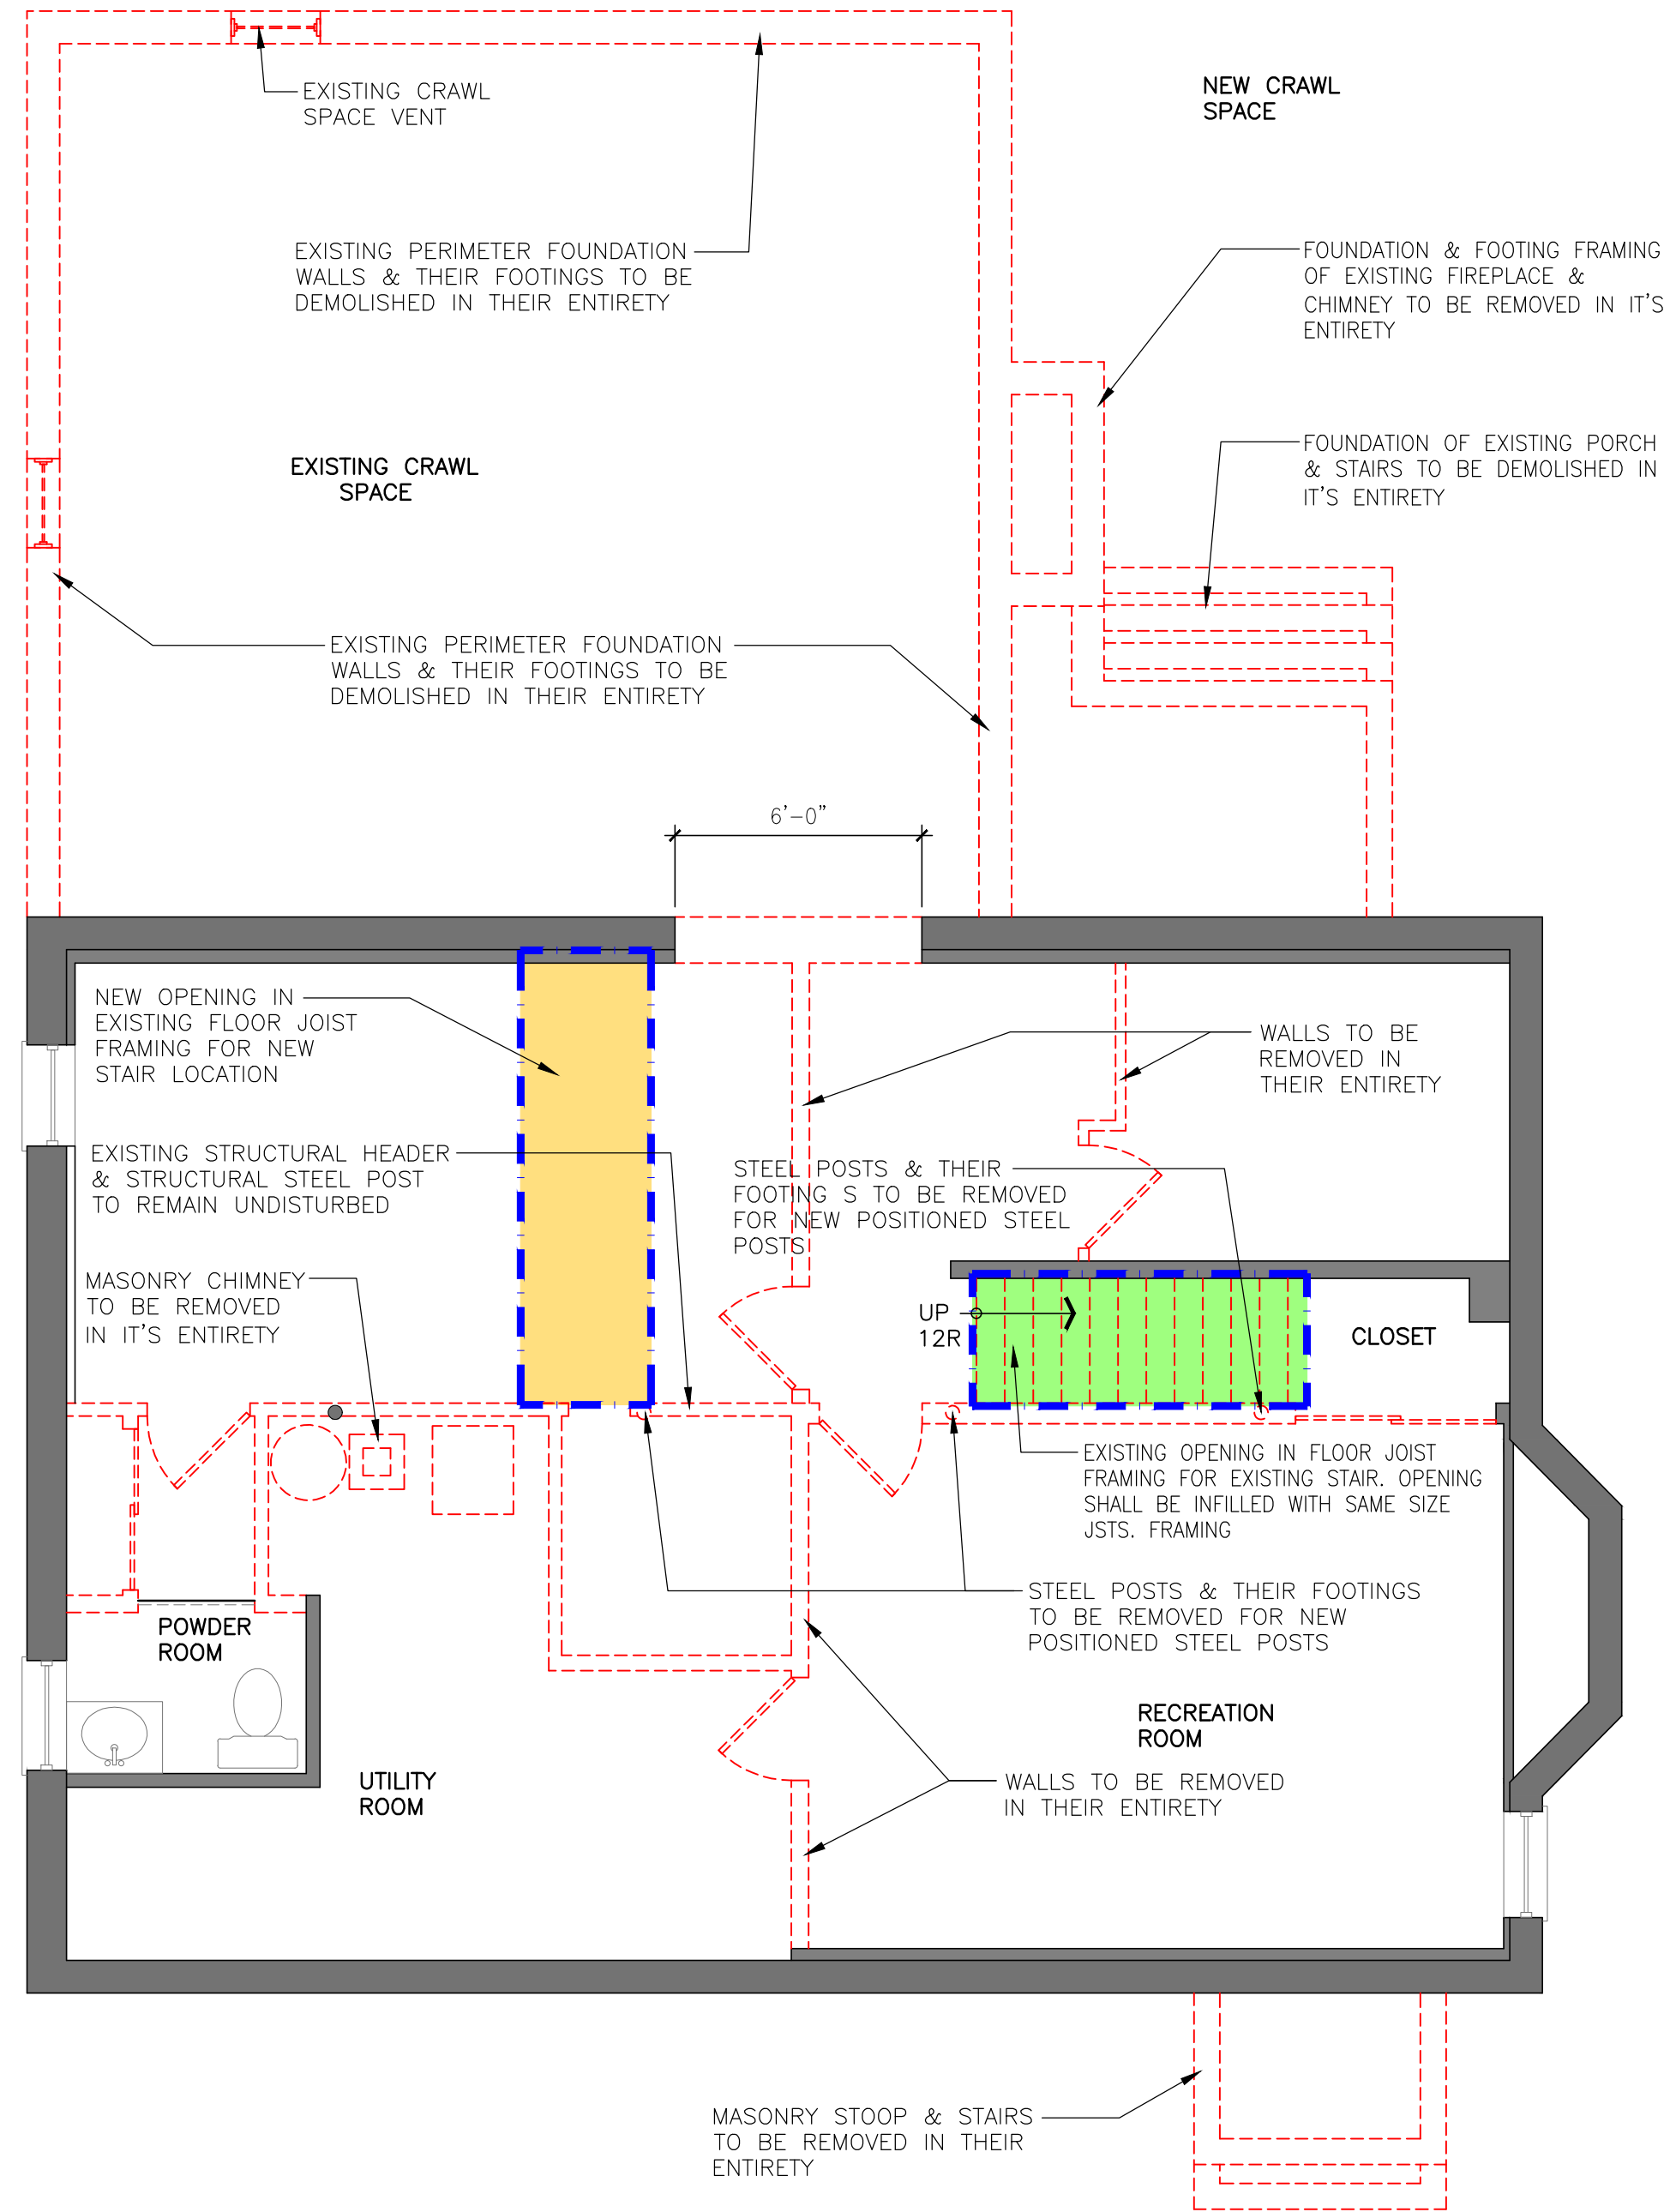 EXISTING CRAWL
SPACE VENT
NEW CRAWL
SPACE
EXISTING PERIMETER FOUNDATION
WALLS & THEIR FOOTINGS TO BE
DEMOLISHED IN THEIR ENTIRETY
FOUNDATION & FOOTING FRAMING
OF EXISTING FIREPLACE &
CHIMNEY TO BE REMOVED IN IT'S
ENTIRETY
EXISTING CRAWL
SPACE
FOUNDATION OF EXISTING PORCH
& STAIRS TO BE DEMOLISHED IN
IT'S ENTIRETY
EXISTING PERIMETER FOUNDATION
WALLS & THEIR FOOTINGS TO BE
DEMOLISHED IN THEIR ENTIRETY
6'-0"
NEW OPENING IN
EXISTING FLOOR JOIST
FRAMING FOR NEW
STAIR LOCATION
WALLS TO BE
REMOVED IN
THEIR ENTIRETY
EXISTING STRUCTURAL HEADER
& STRUCTURAL STEEL POST
TO REMAIN UNDISTURBED
STEEL POSTS & THEIR
FOOTING S TO BE REMOVED
FOR NEW POSITIONED STEEL
POSTS
MASONRY CHIMNEY
TO BE REMOVED
IN IT'S ENTIRETY
UP
12R
CLOSET
EXISTING OPENING IN FLOOR JOIST
FRAMING FOR EXISTING STAIR. OPENING
SHALL BE INFILLED WITH SAME SIZE
JSTS. FRAMING
STEEL POSTS & THEIR FOOTINGS
TO BE REMOVED FOR NEW
POSITIONED STEEL POSTS
POWDER
ROOM
RECREATION
ROOM
UTILITY
ROOM
WALLS TO BE REMOVED
IN THEIR ENTIRETY
MASONRY STOOP & STAIRS
TO BE REMOVED IN THEIR
ENTIRETY